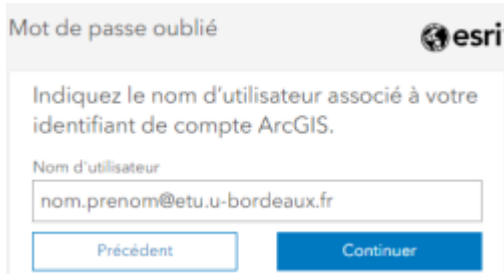 Mot de passe oublié
esri
Indiquez le nom d'utilisateur associé à votre
identifiant de compte ArcGIS.
Nom d'utilisateur
nom.prenom@etu.u-bordeaux.fr
Précédent
Continuer